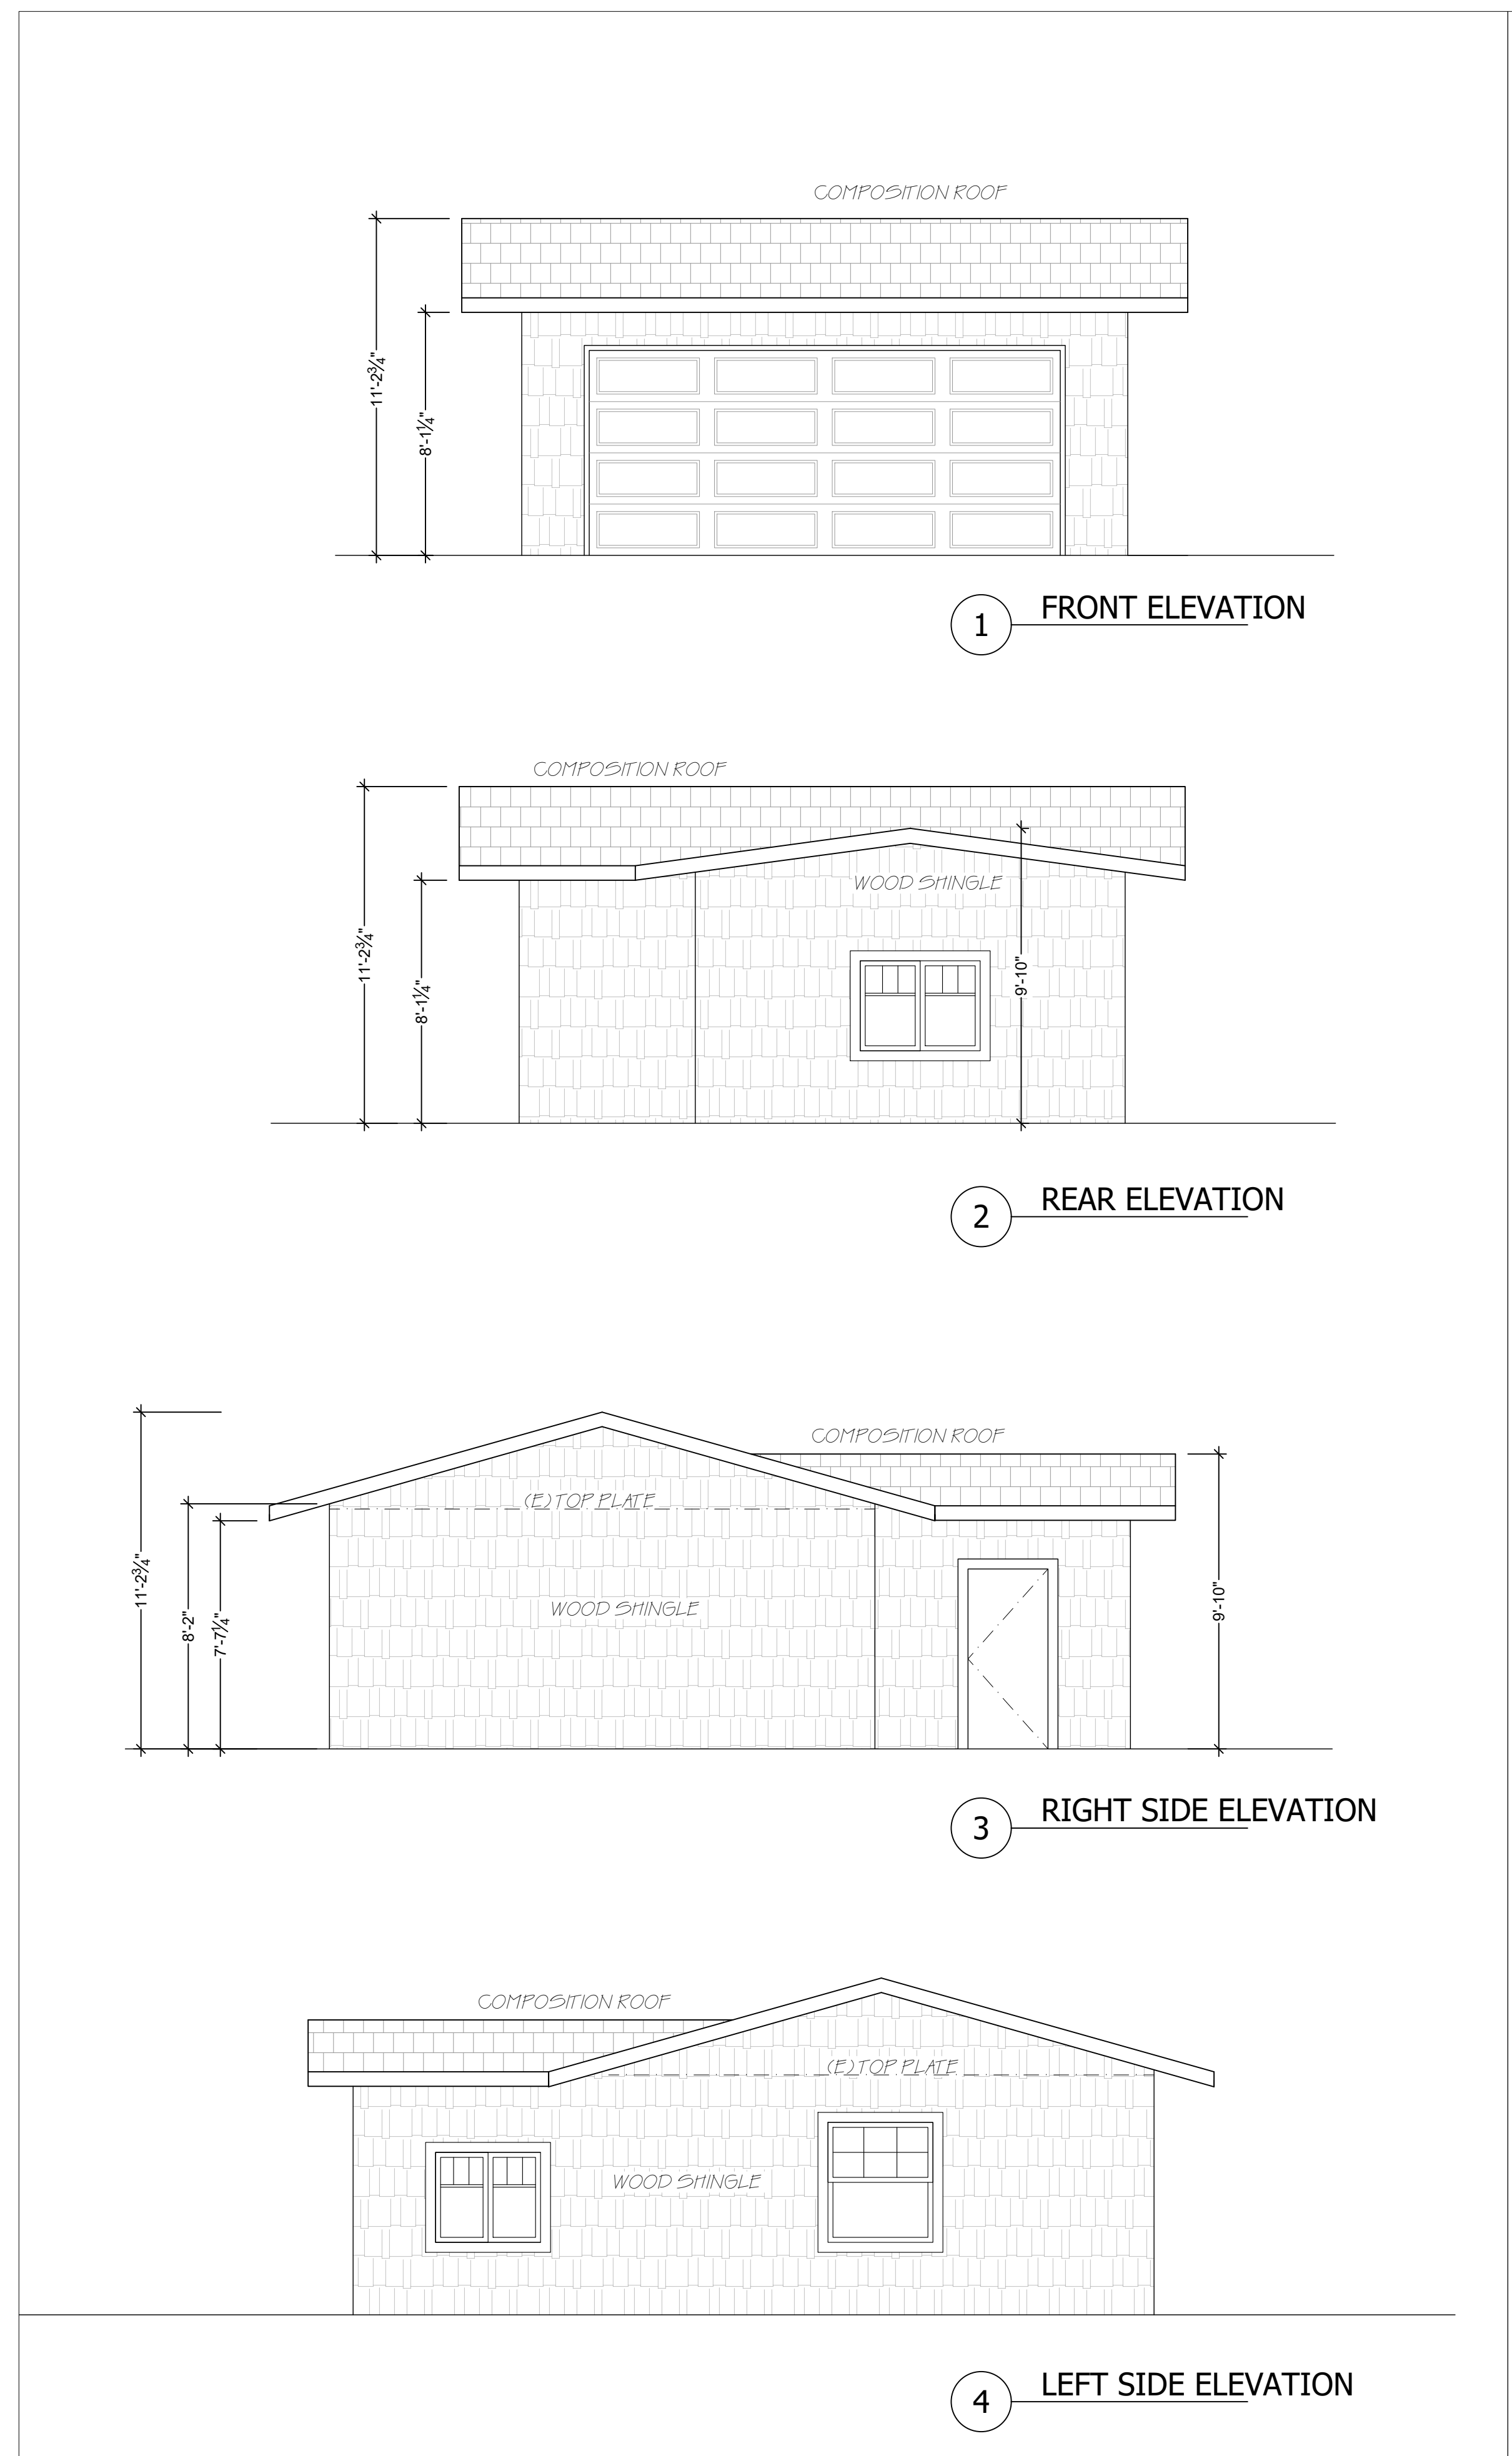 COMPOSITION ROOF
11'-2¾"
8'-1¼"
1 FRONT ELEVATION
COMPOSITION ROOF
WOOD SHINGLE
11'-2¾"
8'-1¼"
9'-10"
2 REAR ELEVATION
COMPOSITION ROOF
(E) TOP PLATE
WOOD SHINGLE
11'-2¾"
8'-2"
7'-7¼"
9'-10"
3 RIGHT SIDE ELEVATION
COMPOSITION ROOF
(E) TOP PLATE
WOOD SHINGLE
4 LEFT SIDE ELEVATION